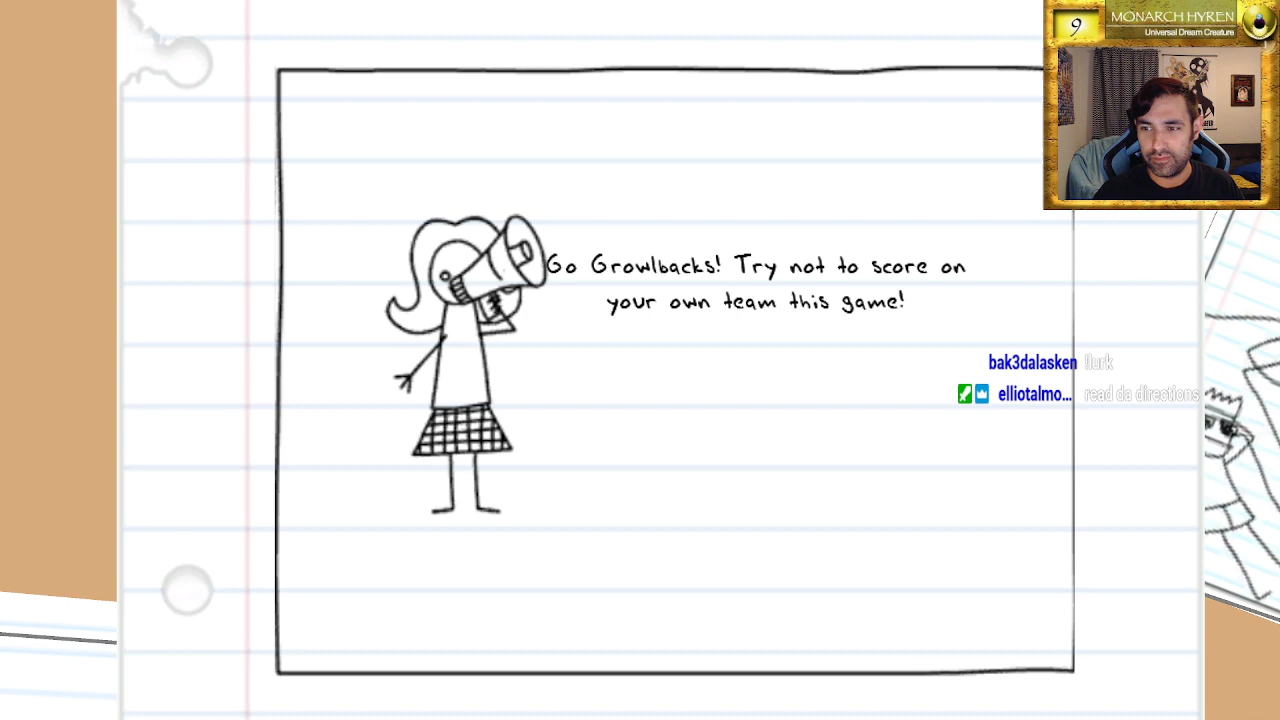 9
MONARCH HYREN
Universal Dream Creature
Go Growlbacks! Try not to score on
your own team this game!
bak3dalasken llurk
elliotalmo... read da directions